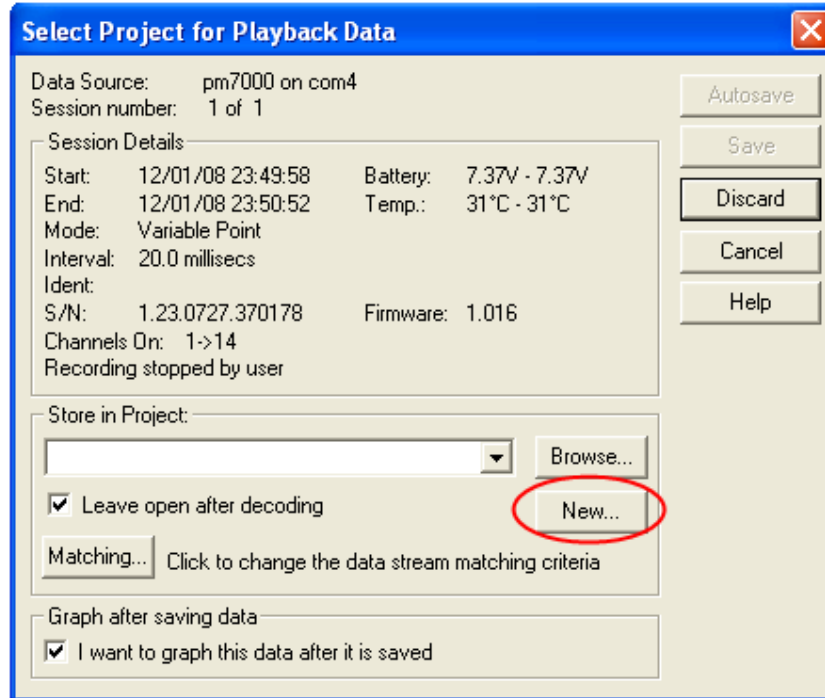 Select Project for Playback Data
Data Source: pm7000 on com4
Session number: 1 of 1
Autosave
Save
Discard
Cancel
Help
Session Details
Start: 12/01/08 23:49:58 Battery: 7.37V - 7.37V
End: 12/01/08 23:50:52 Temp.: 31°C - 31°C
Mode: Variable Point
Interval: 20.0 millisecs
Ident:
S/N: 1.23.0727.370178 Firmware: 1.016
Channels On: 1->14
Recording stopped by user
Store in Project:
Browse...
Leave open after decoding
New...
Matching... Click to change the data stream matching criteria
Graph after saving data
I want to graph this data after it is saved